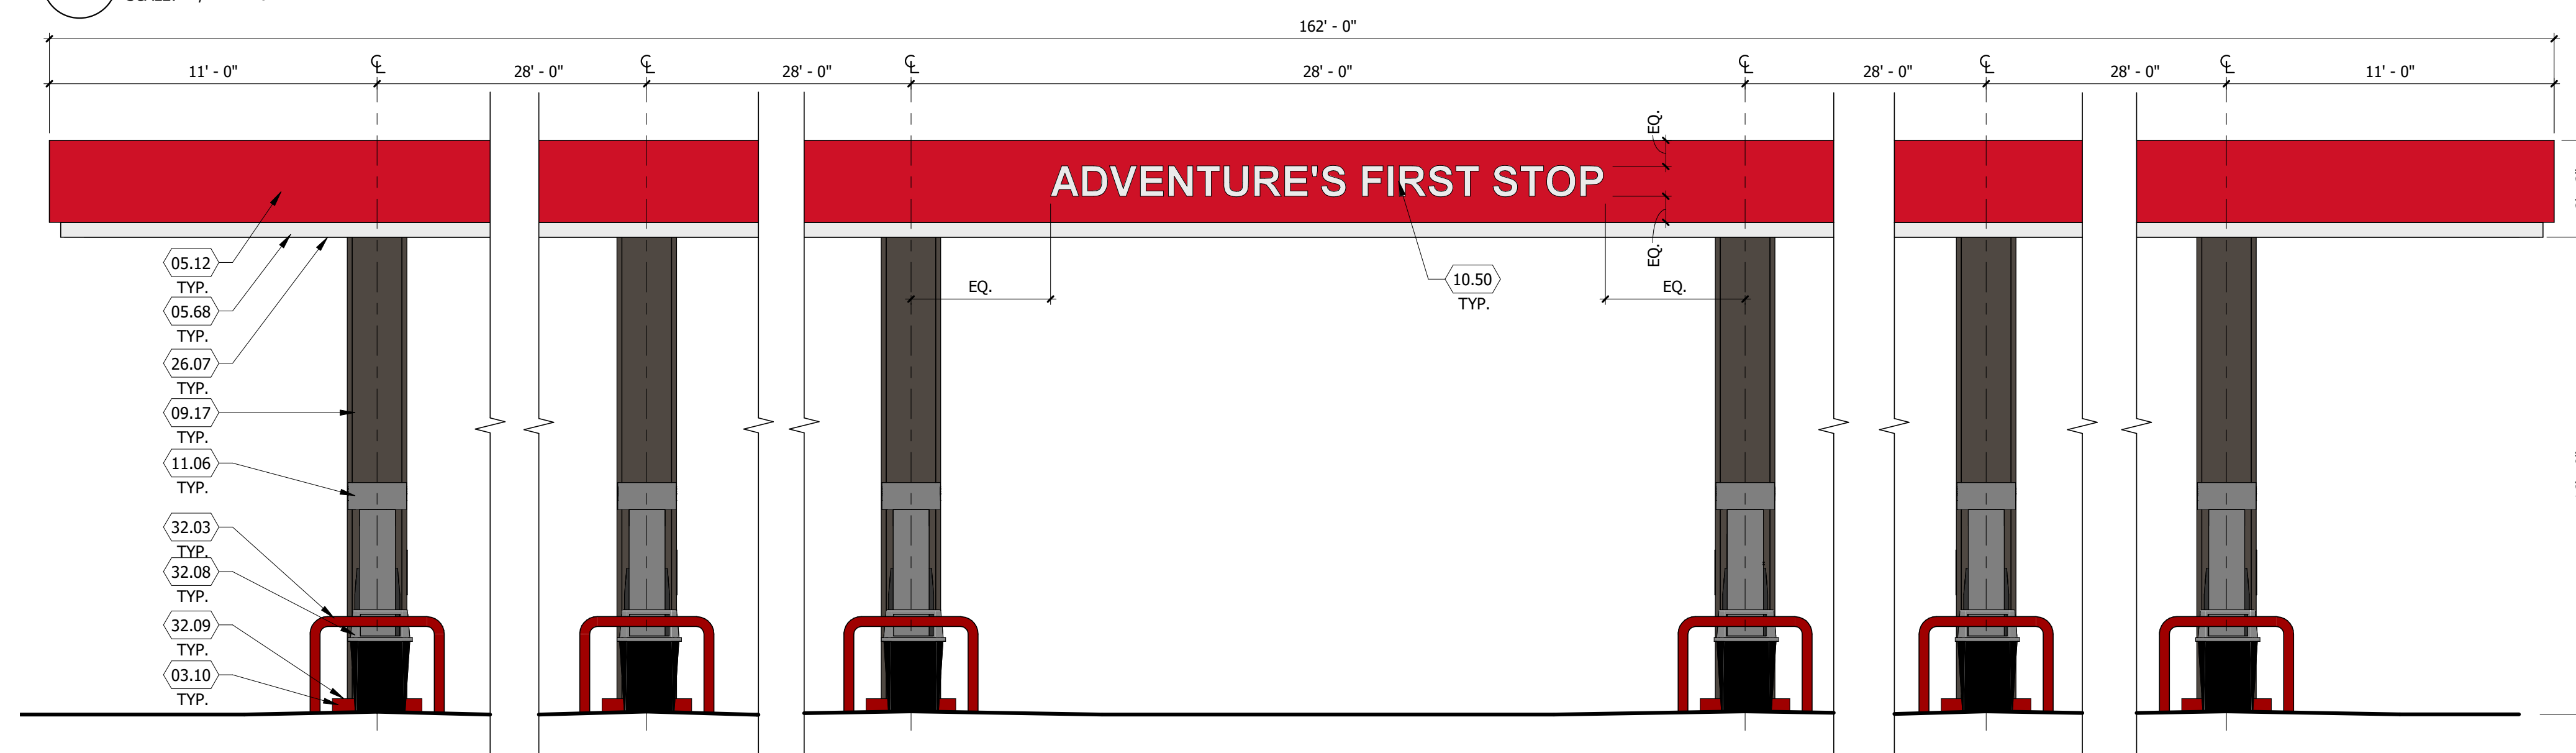 162' - 0"
11' - 0"
℄
28' - 0"
℄
28' - 0"
℄
28' - 0"
℄
28' - 0"
℄
28' - 0"
℄
11' - 0"
EQ.
ADVENTURE'S FIRST STOP
EQ.
05.12
TYP.
05.68
TYP.
26.07
TYP.
09.17
TYP.
11.06
TYP.
32.03
TYP.
32.08
TYP.
32.09
TYP.
03.10
TYP.
EQ.
10.50
TYP.
EQ.